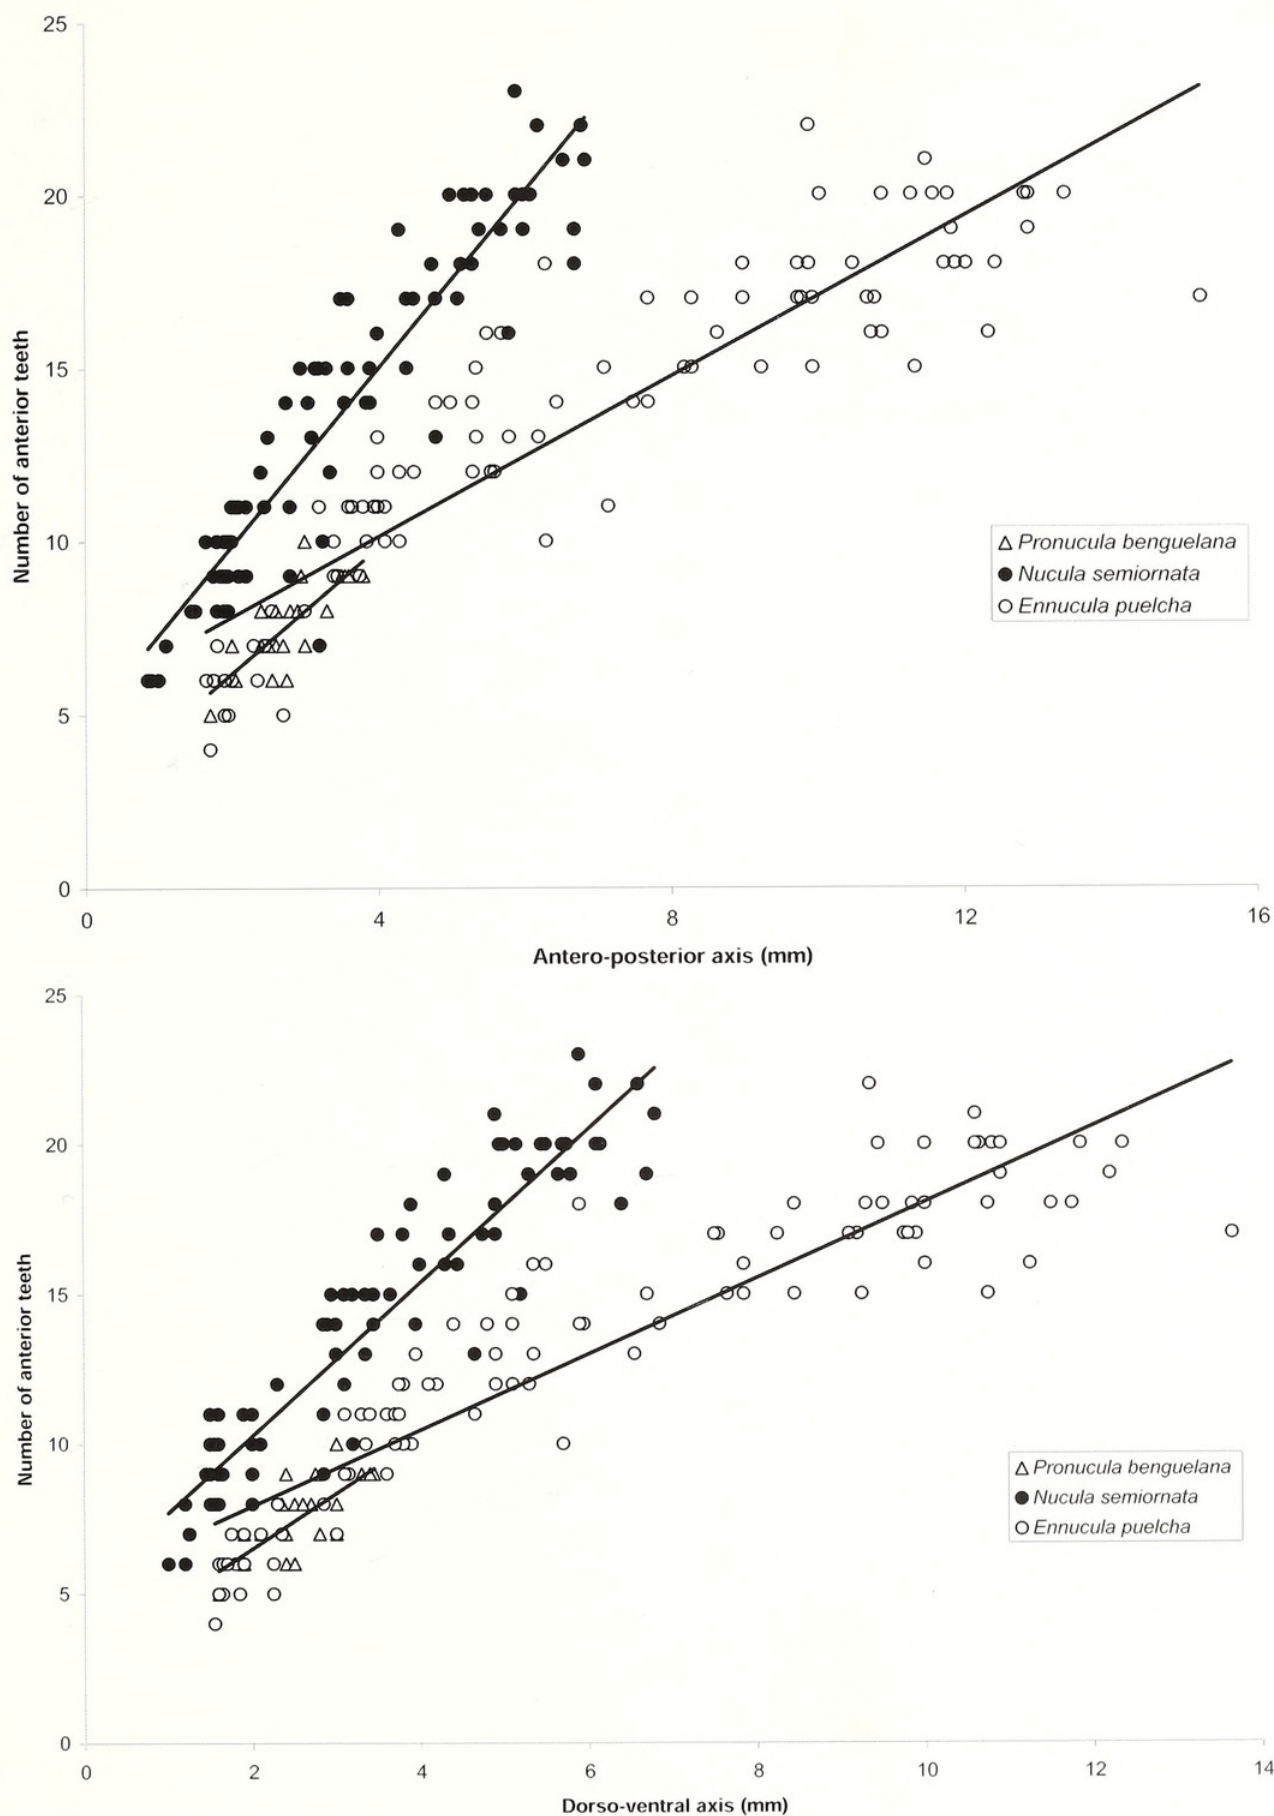 25
20
15
10
5
0
Number of anterior teeth
△ Pronucula benguelana
● Nucula semiornata
○ Ennucula puelcha
0 4 8 12 16
Antero-posterior axis (mm)
25
20
15
10
5
0
Number of anterior teeth
△ Pronucula benguelana
● Nucula semiornata
○ Ennucula puelcha
0 2 4 6 8 10 12 14
Dorso-ventral axis (mm)